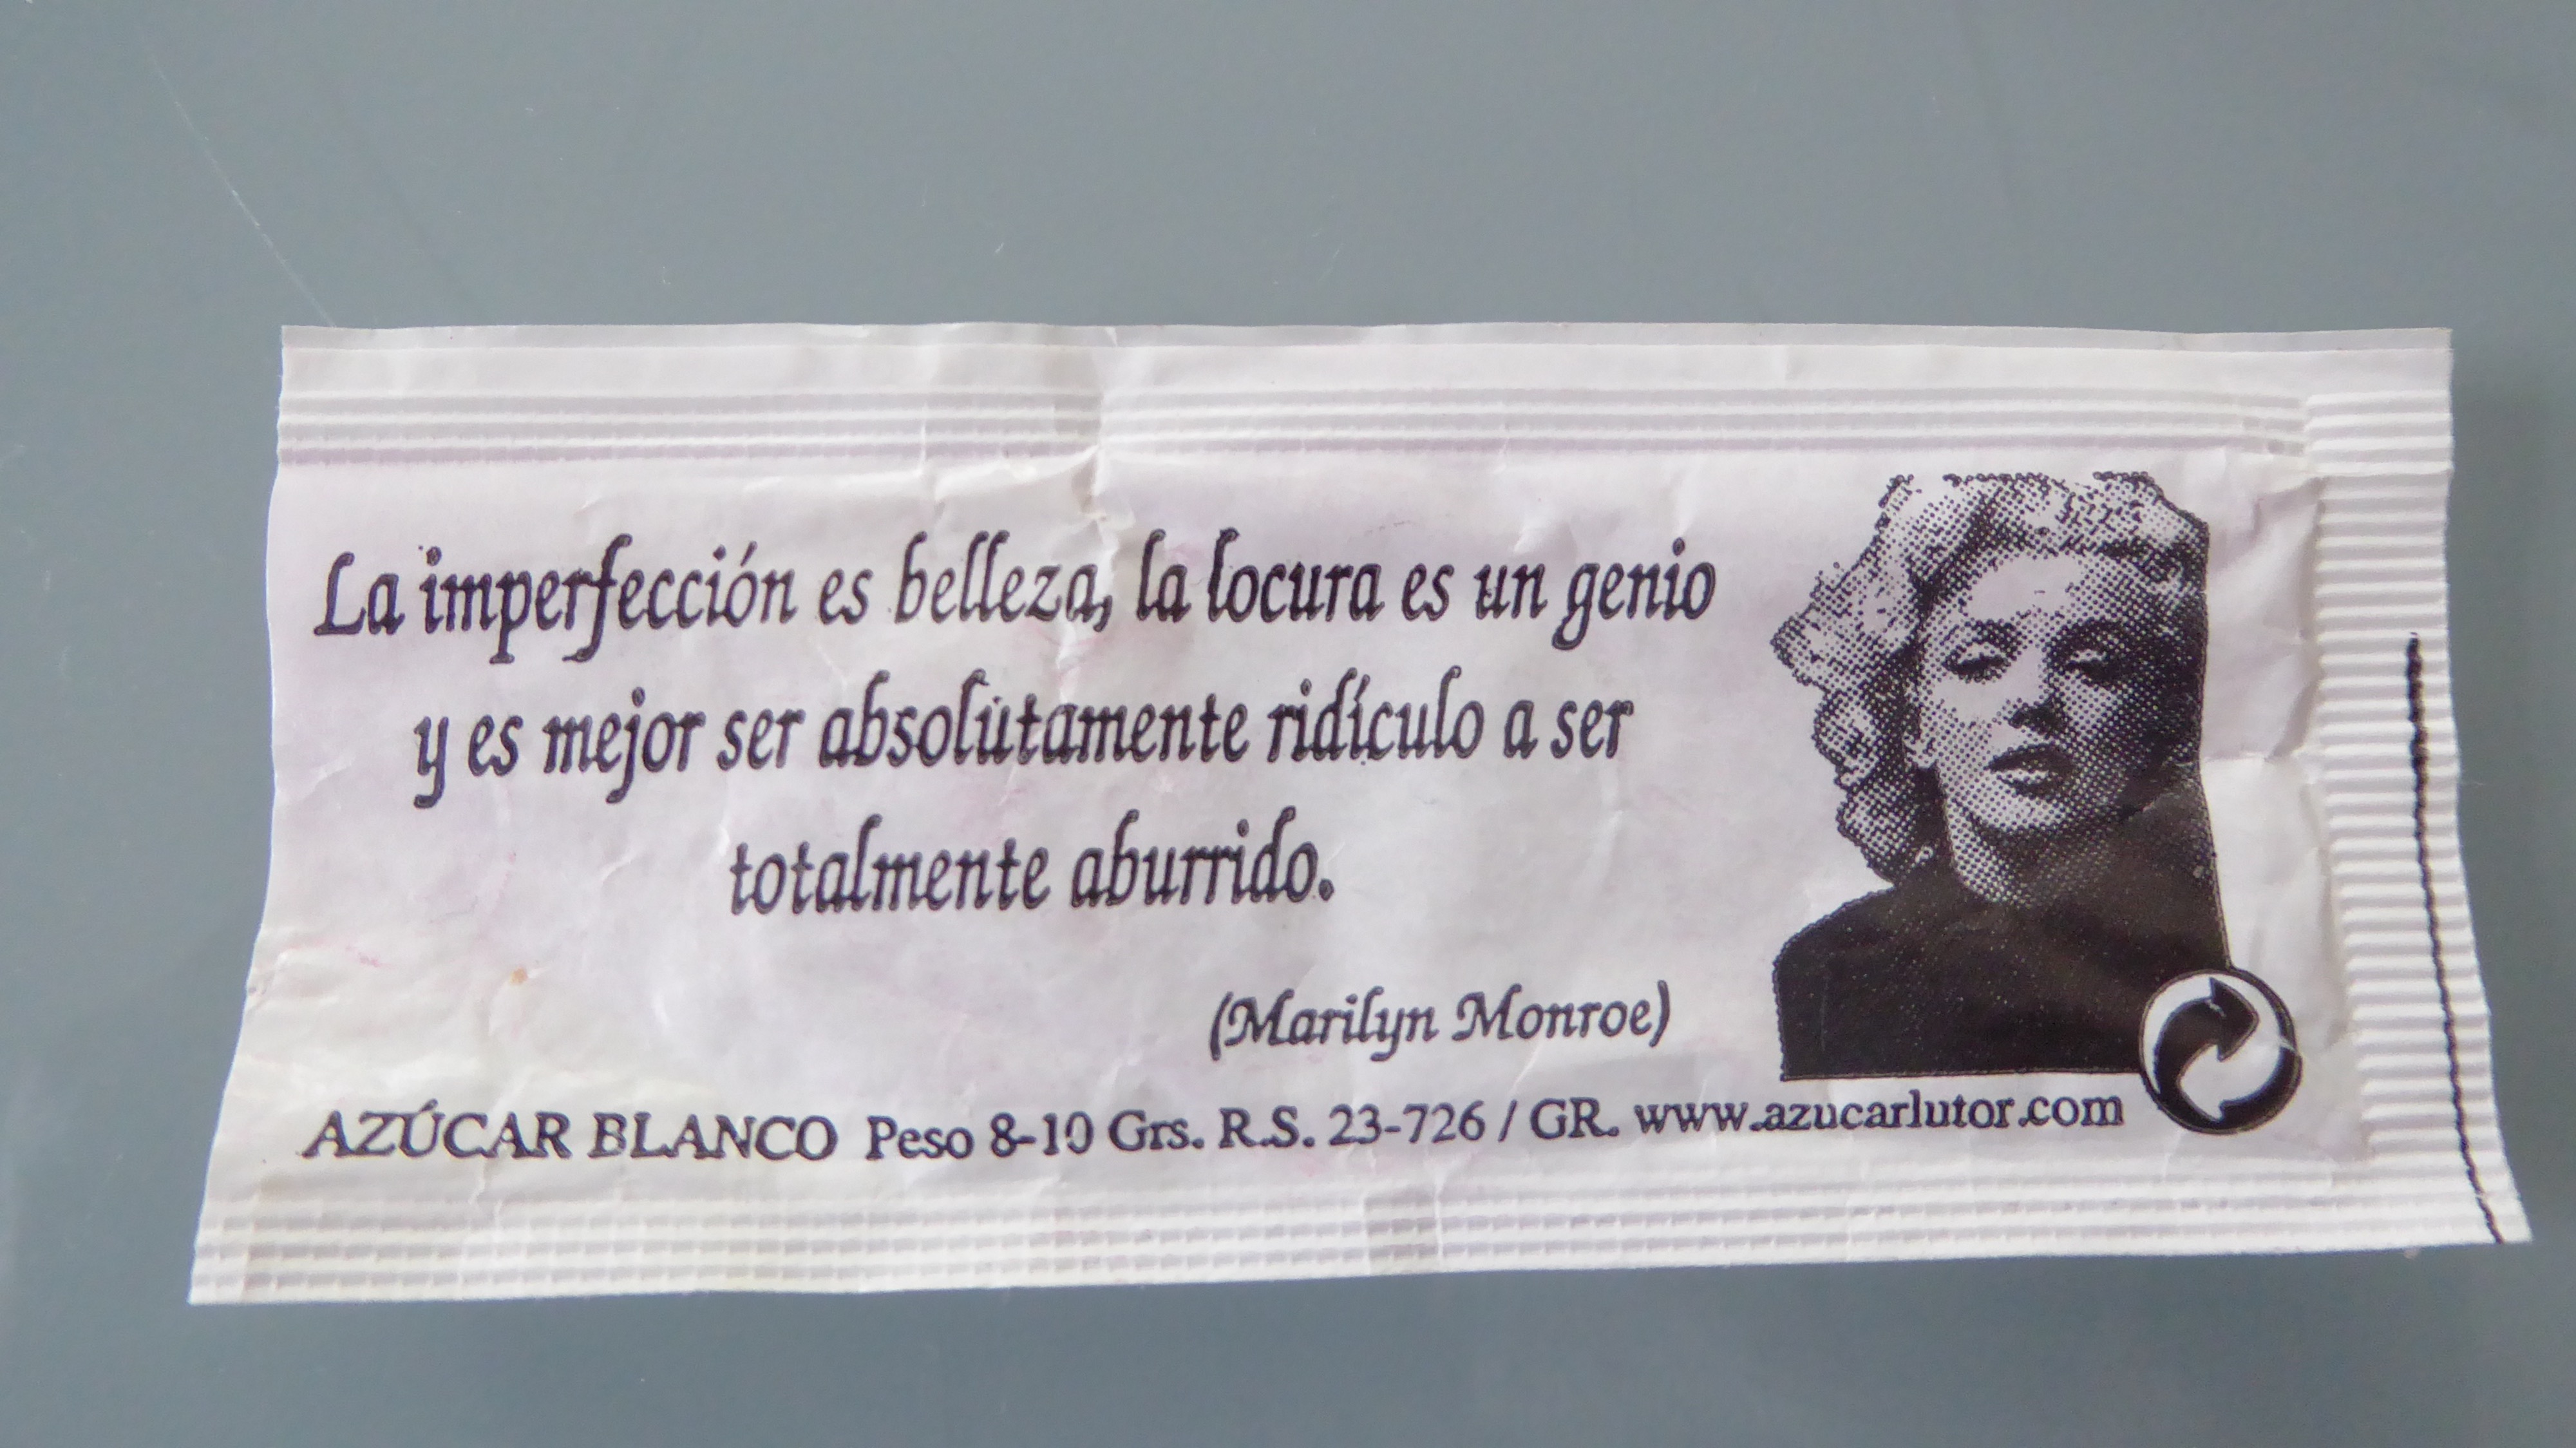 La imperfección es belleza, la locura es un genio
y es mejor ser absolutamente ridículo a ser
totalmente aburrido.
(Marilyn Monroe)
AZÚCAR BLANCO Peso 8-10 Grs. R.S. 23-726 / GR. www.azucarlutor.com